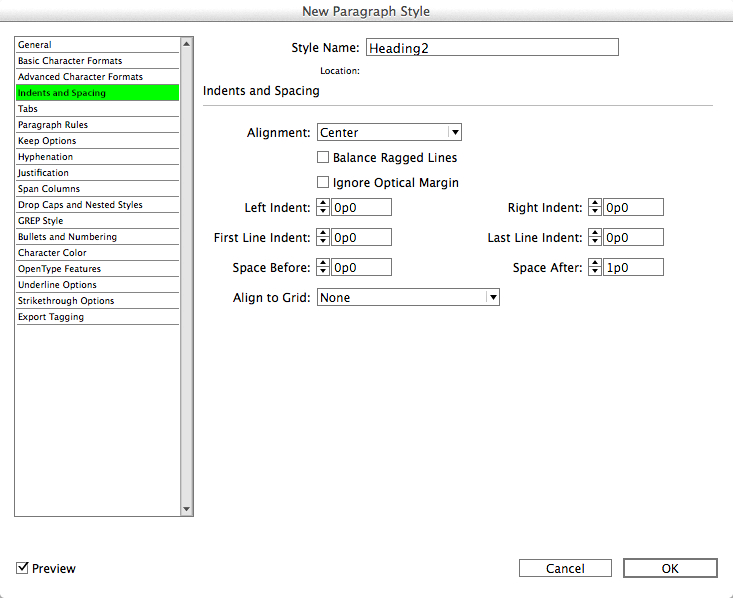 New Paragraph Style
General
Basic Character Formats
Advanced Character Formats
Indents and Spacing
Tabs
Paragraph Rules
Keep Options
Hyphenation
Justification
Span Columns
Drop Caps and Nested Styles
GREP Style
Bullets and Numbering
Character Color
OpenType Features
Underline Options
Strikethrough Options
Export Tagging
Style Name: Heading2
Location:
Indents and Spacing
Alignment: Center
Balance Ragged Lines
Ignore Optical Margin
Left Indent: 0p0 Right Indent: 0p0
First Line Indent: 0p0 Last Line Indent: 0p0
Space Before: 0p0 Space After: 1p0
Align to Grid: None
Preview Cancel OK